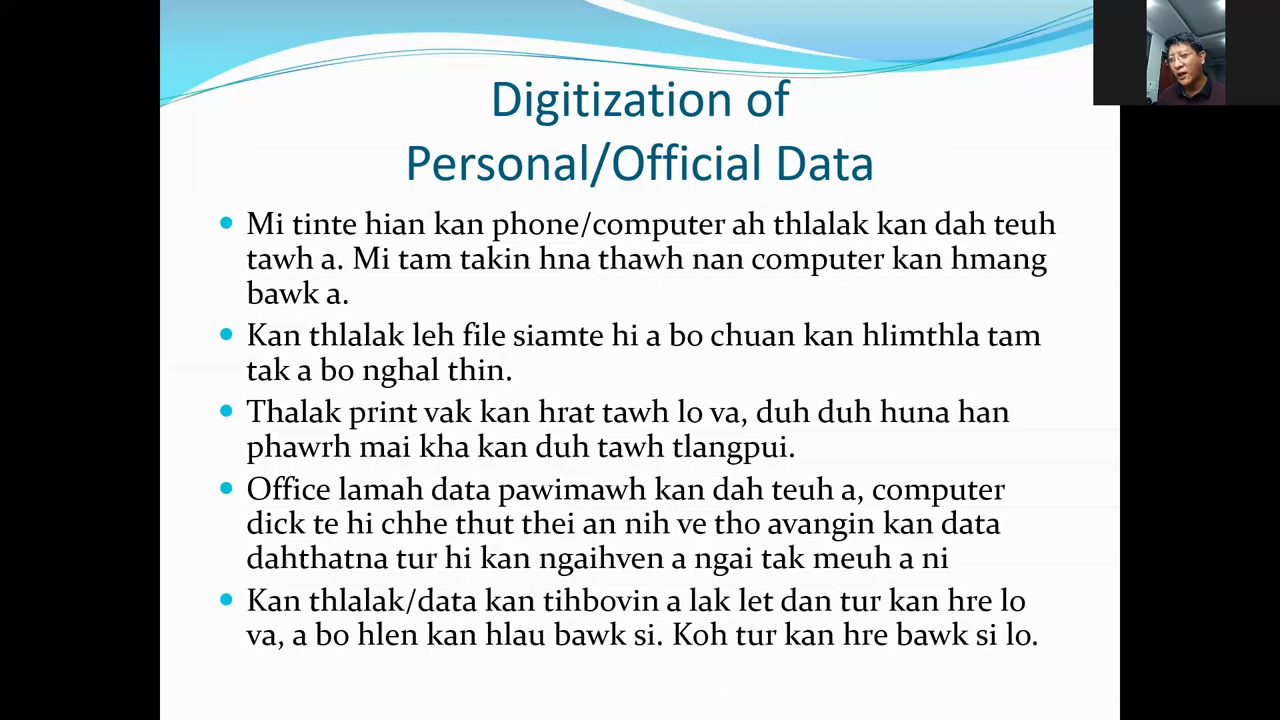 Digitization of
Personal/Official Data
Mi tinte hian kan phone/computer ah thlalak kan dah teuh
tawh a. Mi tam takin hna thawh nan computer kan hmang
bawk a.
Kan thlalak leh file siamte hi a bo chuan kan hlimthla tam
tak a bo nghal thin.
Thalak print vak kan hrat tawh lo va, duh duh huna han
phawrh mai kha kan duh tawh tlangpui.
Office lamah data pawimawh kan dah teuh a, computer
dick te hi chhe thut thei an nih ve tho avangin kan data
dahthatna tur hi kan ngaihven a ngai tak meuh a ni
Kan thlalak/data kan tihbovin a lak let dan tur kan hre lo
va, a bo hlen kan hlau bawk si. Koh tur kan hre bawk si lo.